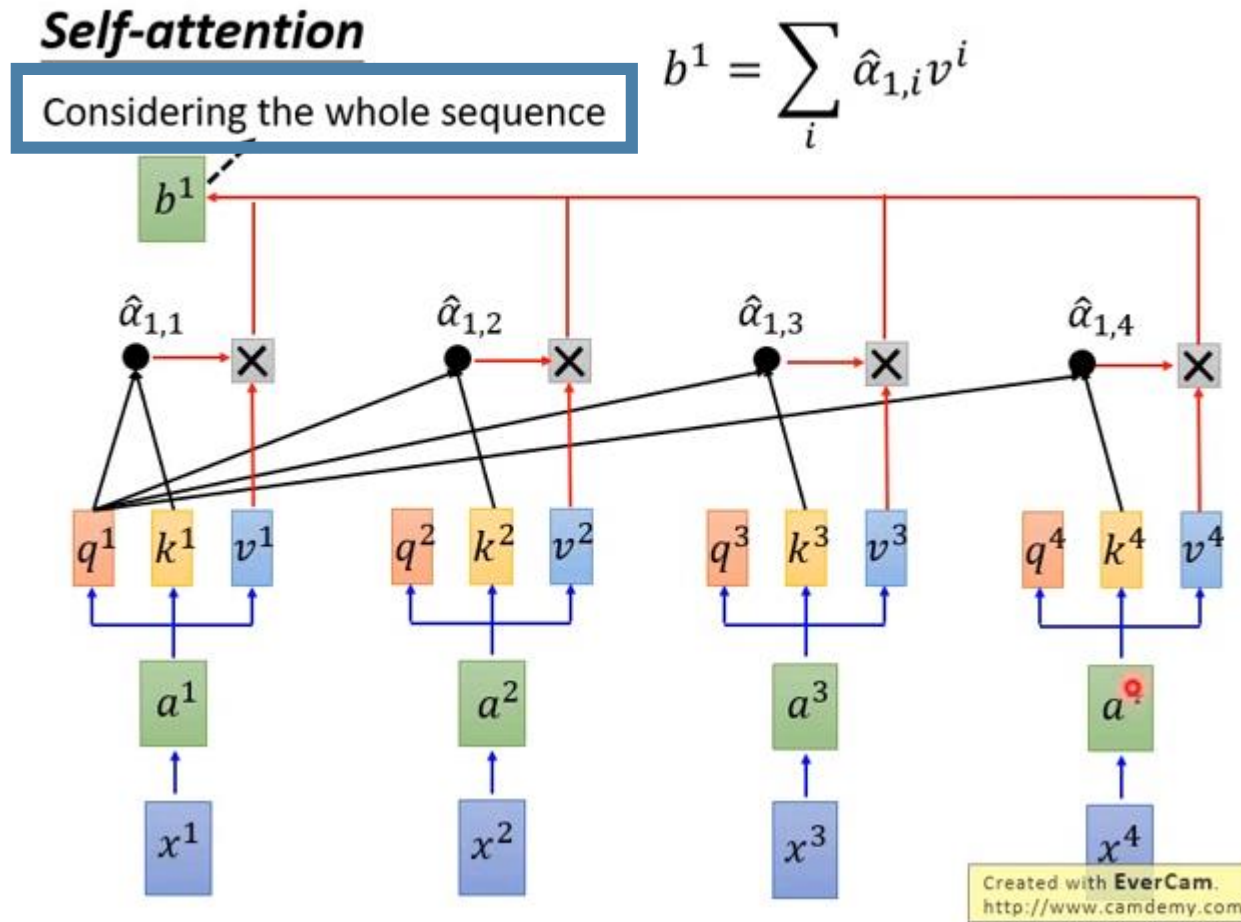 Self-attention
b¹ = ∑ᵢ α̂₁,ᵢvⁱ
Considering the whole sequence
b¹
α̂₁,₁ α̂₁,₂ α̂₁,₃ α̂₁,₄
q¹ k¹ v¹ q² k² v² q³ k³ v³ q⁴ k⁴ v⁴
a¹ a² a³ a
x¹ x² x³ x⁴
Created with EverCam.
http://www.camdemy.com